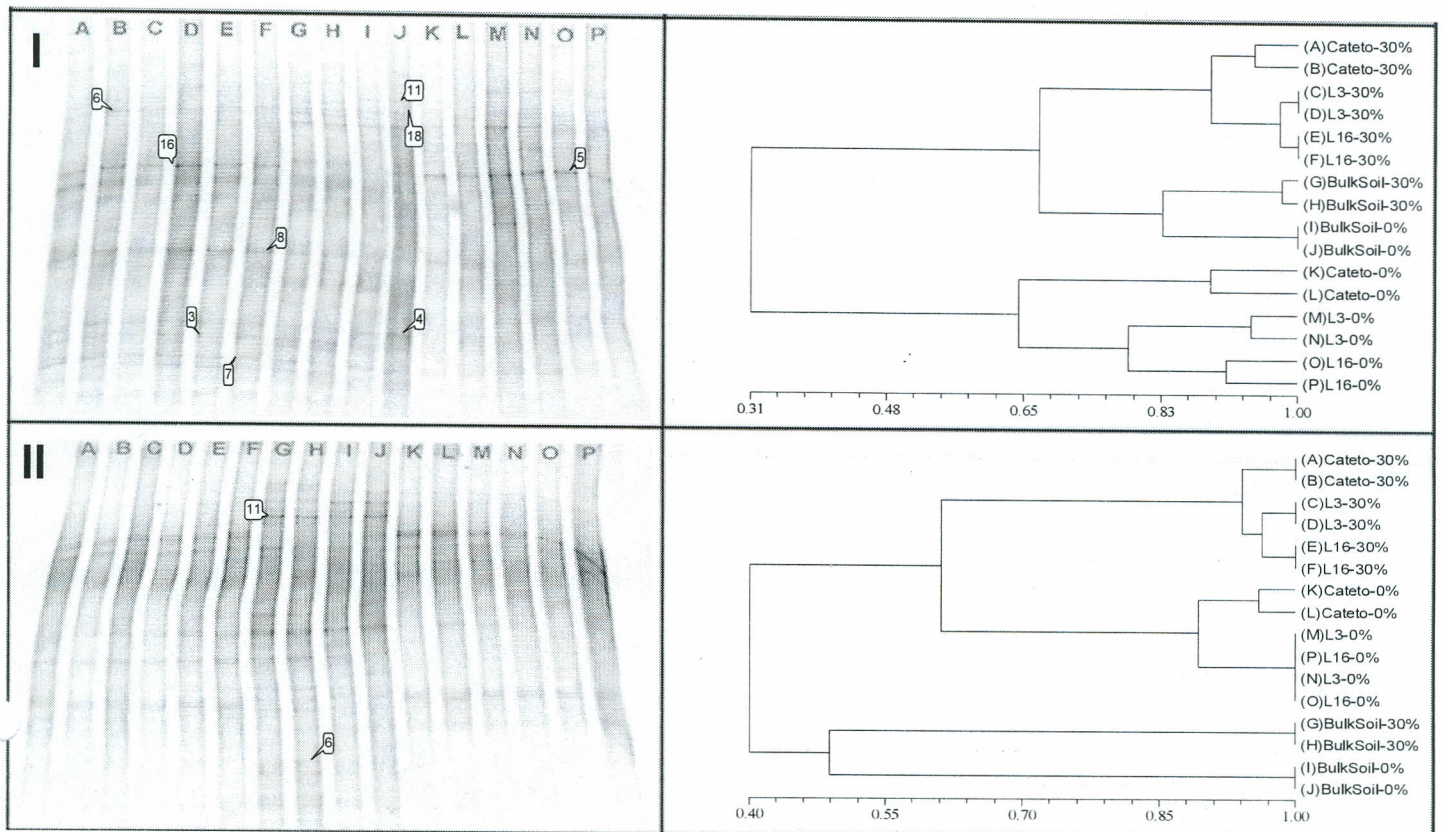 I
A B C D E F G H I J K L M N O P
6
11
16
18
5
8
3
4
7
(A)Cateto-30%
(B)Cateto-30%
(C)L3-30%
(D)L3-30%
(E)L16-30%
(F)L16-30%
(G)BulkSoil-30%
(H)BulkSoil-30%
(I)BulkSoil-0%
(J)BulkSoil-0%
(K)Cateto-0%
(L)Cateto-0%
(M)L3-0%
(N)L3-0%
(O)L16-0%
(P)L16-0%
0.31 0.48 0.65 0.83 1.00
II
A B C D E F G H I J K L M N O P
11
6
(A)Cateto-30%
(B)Cateto-30%
(C)L3-30%
(D)L3-30%
(E)L16-30%
(F)L16-30%
(K)Cateto-0%
(L)Cateto-0%
(M)L3-0%
(P)L16-0%
(N)L3-0%
(O)L16-0%
(G)BulkSoil-30%
(H)BulkSoil-30%
(I)BulkSoil-0%
(J)BulkSoil-0%
0.40 0.55 0.70 0.85 1.00